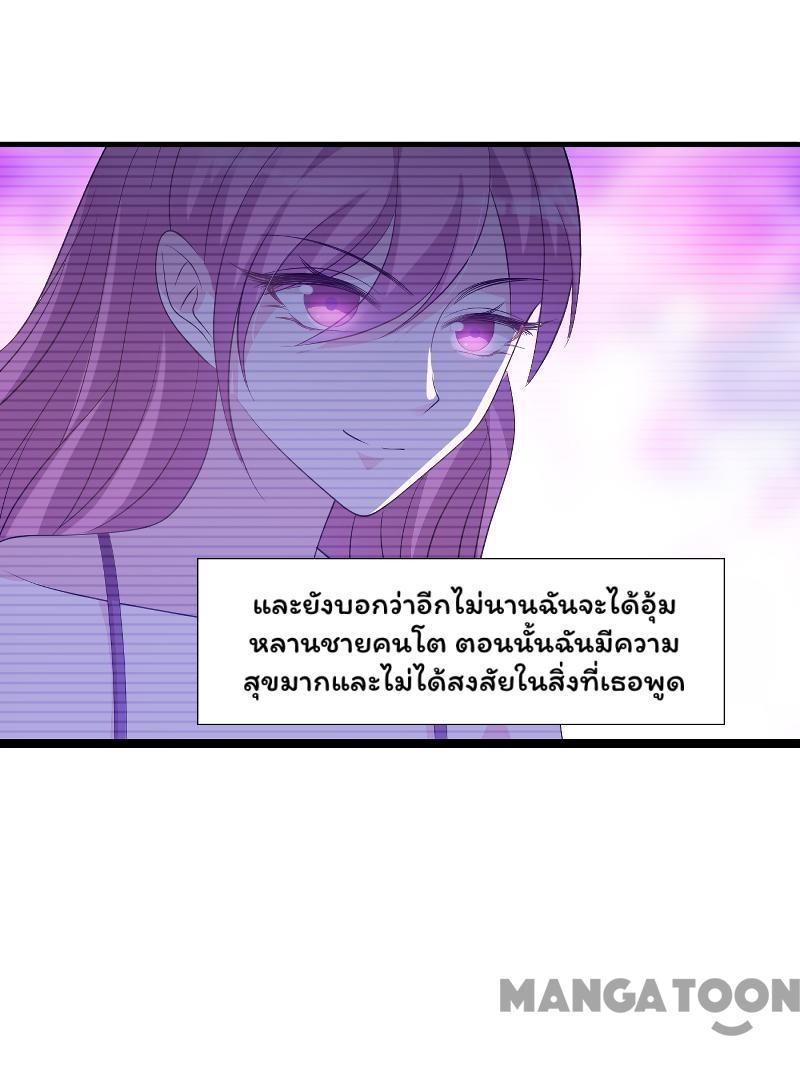 และยังบอกว่าอีกไม่นานฉันจะได้อุ้ม
หลานชายคนโต ตอนนั้นฉันมีความ
สุขมากและไม่ได้สงสัยในสิ่งที่เธอพูด
MANGATOON